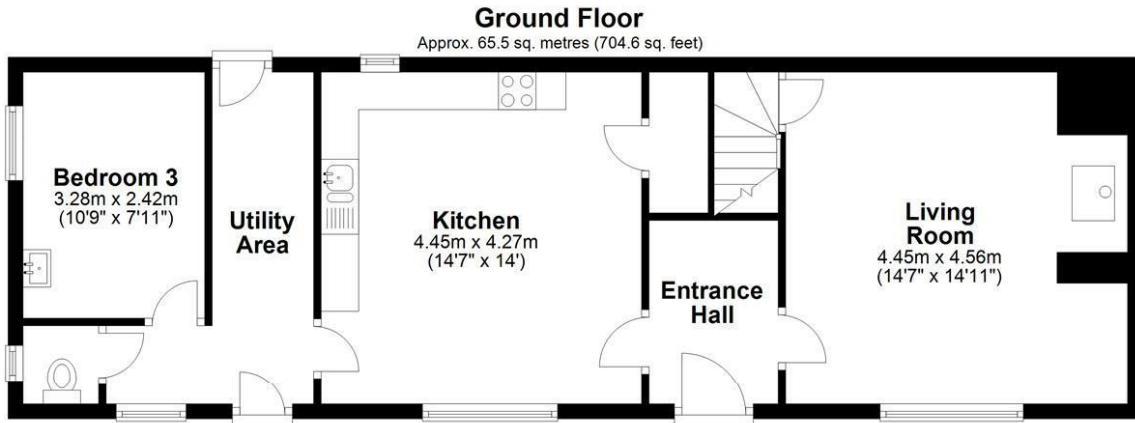 Ground Floor
Approx. 65.5 sq. metres (704.6 sq. feet)
Bedroom 3
3.28m x 2.42m
(10'9" x 7'11")
Utility
Area
Kitchen
4.45m x 4.27m
(14'7" x 14')
Entrance
Hall
Living
Room
4.45m x 4.56m
(14'7" x 14'11")